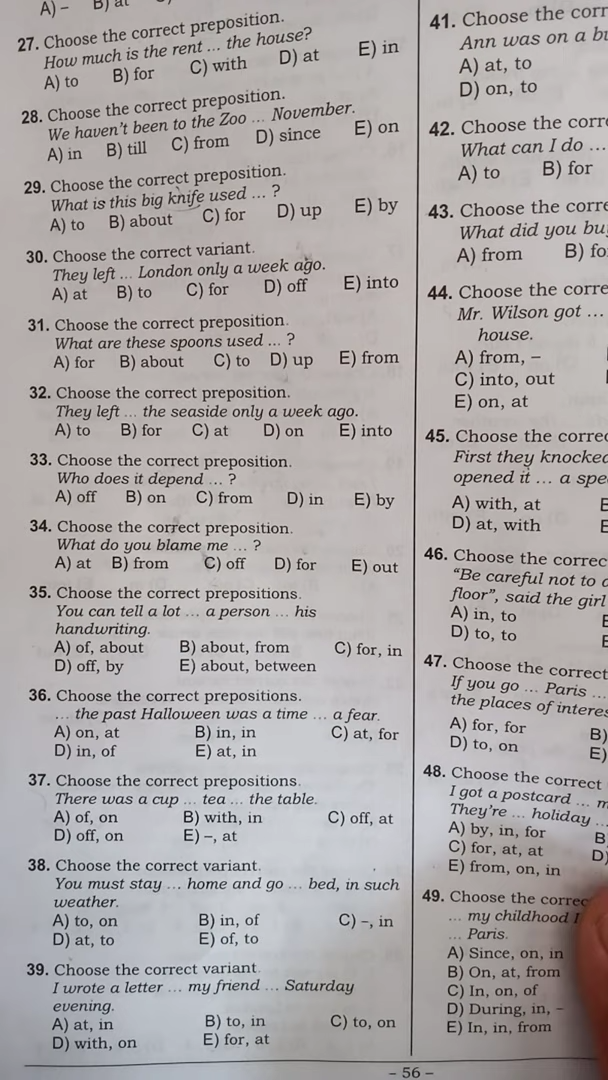 A) –
27. Choose the correct preposition.
How much is the rent ... the house?
A) to B) for C) with D) at E) in
28. Choose the correct preposition.
We haven't been to the Zoo ... November.
A) in B) till C) from D) since E) on
29. Choose the correct preposition.
What is this big knife used ... ?
A) to B) about C) for D) up E) by
30. Choose the correct variant.
They left ... London only a week ago.
A) at B) to C) for D) off E) into
31. Choose the correct preposition.
What are these spoons used ... ?
A) for B) about C) to D) up E) from
32. Choose the correct preposition.
They left ... the seaside only a week ago.
A) to B) for C) at D) on E) into
33. Choose the correct preposition.
Who does it depend ... ?
A) off B) on C) from D) in E) by
34. Choose the correct preposition.
What do you blame me ... ?
A) at B) from C) off D) for E) out
35. Choose the correct prepositions.
You can tell a lot ... a person ... his
handwriting.
A) of, about B) about, from C) for, in
D) off, by E) about, between
36. Choose the correct prepositions.
... the past Halloween was a time ... a fear.
A) on, at B) in, in C) at, for
D) in, of E) at, in
37. Choose the correct prepositions.
There was a cup ... tea ... the table.
A) of, on B) with, in C) off, at
D) off, on E) –, at
38. Choose the correct variant.
You must stay ... home and go ... bed, in such
weather.
A) to, on B) in, of C) –, in
D) at, to E) of, to
39. Choose the correct variant.
I wrote a letter ... my friend ... Saturday
evening.
A) at, in B) to, in C) to, on
D) with, on E) for, at
41. Choose the corr
Ann was on a
A) at, to
D) on, to
42. Choose the corr
What can I do ...
A) to B) for
43. Choose the corre
What did you bu
A) from B) fo
44. Choose the corre
Mr. Wilson got ...
house.
A) from, –
C) into, out
E) on, at
45. Choose the correc
First they knocked
opened it ... a spe
A) with, at
D) at, with
46. Choose the correc
"Be careful not to
floor", said the girl
A) in, to
D) to, to
47. Choose the correct
If you go ... Paris ...
the places of interes
A) for, for B)
D) to, on E)
48. Choose the correct
I got a postcard ... m
They're ... holiday ...
A) by, in, for B
C) for, at, at D)
E) from, on, in
49. Choose the correc
... my childhood I
... Paris.
A) Since, on, in
B) On, at, from
C) In, on, of
D) During, in, –
E) In, in, from
– 56 –